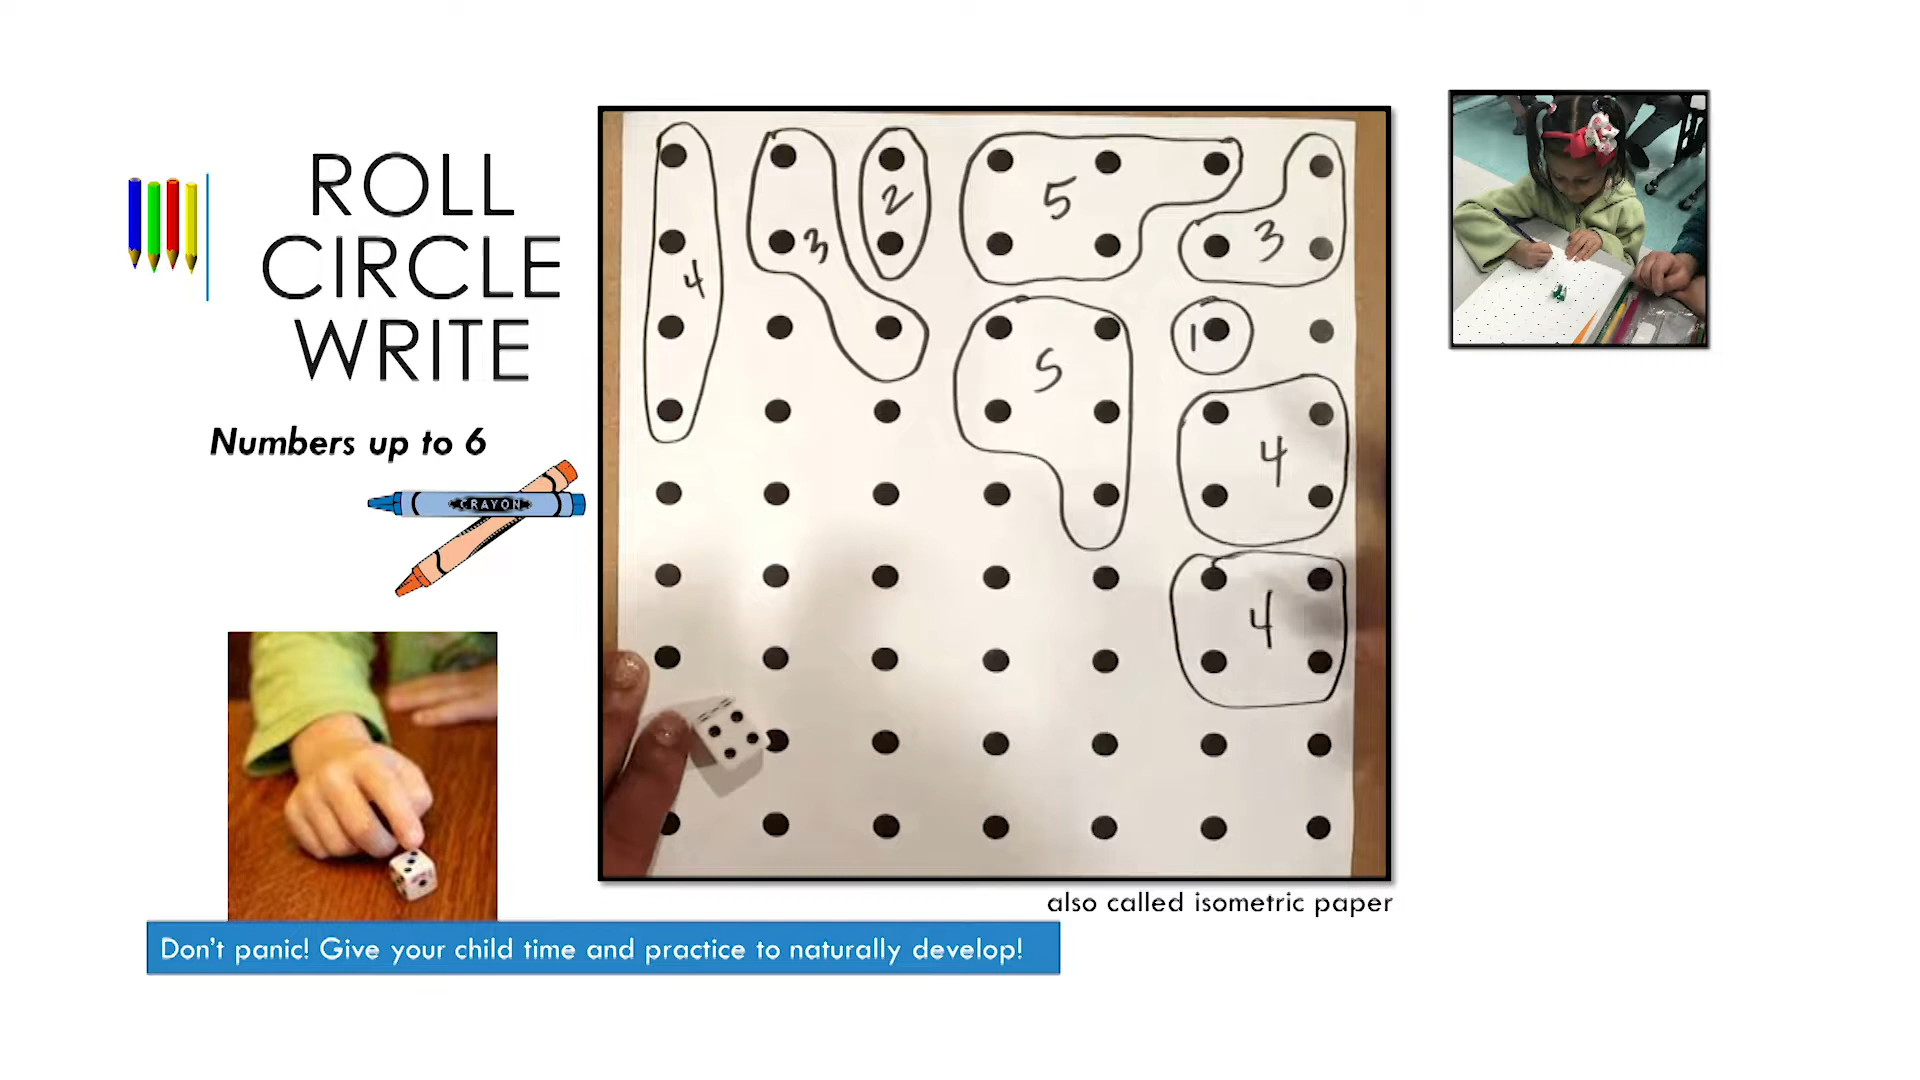 ROLL
CIRCLE
WRITE
Numbers up to 6
CRAYON
4
3
2
5
3
5
1
4
4
also called isometric paper
Don't panic! Give your child time and practice to naturally develop!